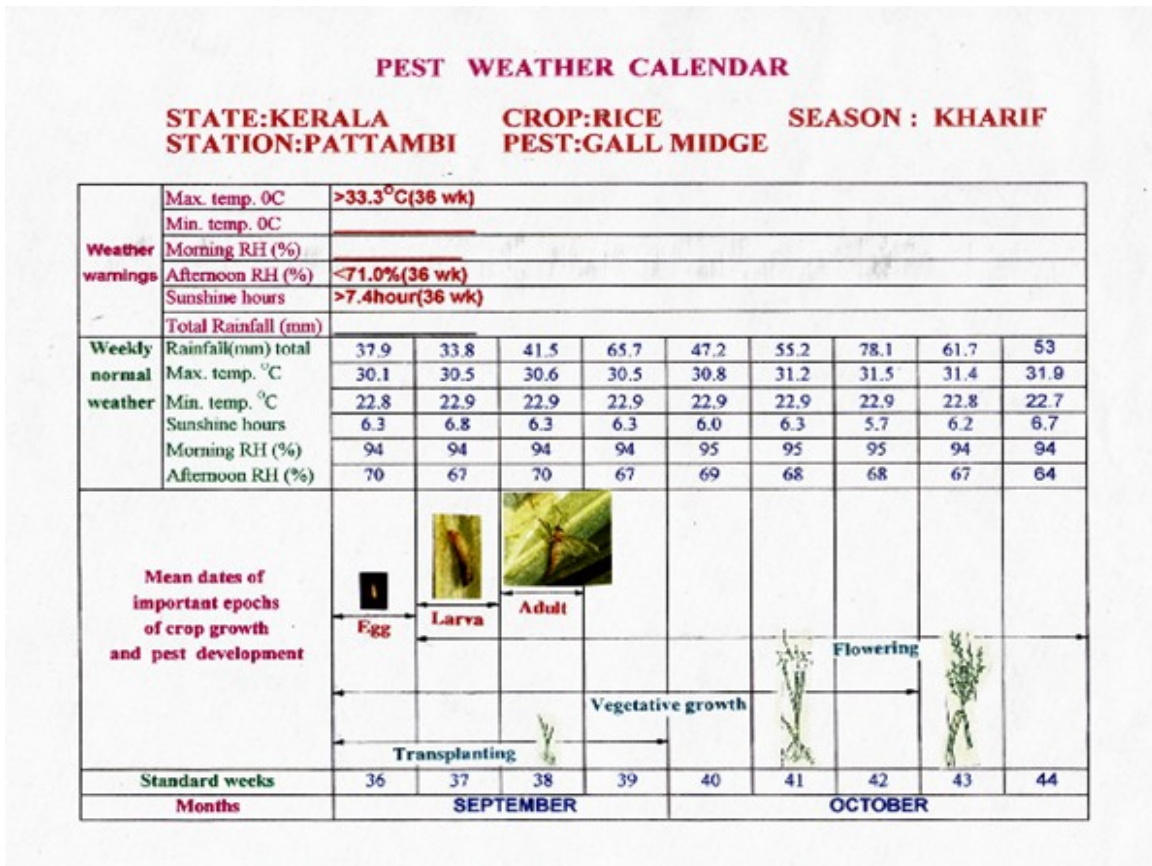 PEST WEATHER CALENDAR
STATE:KERALA CROP:RICE SEASON : KHARIF
STATION:PATTAMBI PEST:GALL MIDGE
Weather warnings
Max. temp. 0C >33.3°C(36 wk)
Min. temp. 0C
Morning RH (%)
Afternoon RH (%) <71.0%(36 wk)
Sunshine hours >7.4hour(36 wk)
Total Rainfall (mm)
Weekly normal weather
Rainfall(mm) total 37.9 33.8 41.5 65.7 47.2 55.2 78.1 61.7 53
Max. temp. °C 30.1 30.5 30.6 30.5 30.8 31.2 31.5 31.4 31.9
Min. temp. °C 22.8 22.9 22.9 22.9 22.9 22.9 22.9 22.8 22.7
Sunshine hours 6.3 6.8 6.3 6.3 6.0 6.3 5.7 6.2 6.7
Morning RH (%) 94 94 94 94 95 95 95 94 94
Afternoon RH (%) 70 67 70 67 69 68 68 67 64
Mean dates of
important epochs
of crop growth
and pest development
Egg Larva Adult
Flowering
Vegetative growth
Transplanting
Standard weeks 36 37 38 39 40 41 42 43 44
Months SEPTEMBER OCTOBER